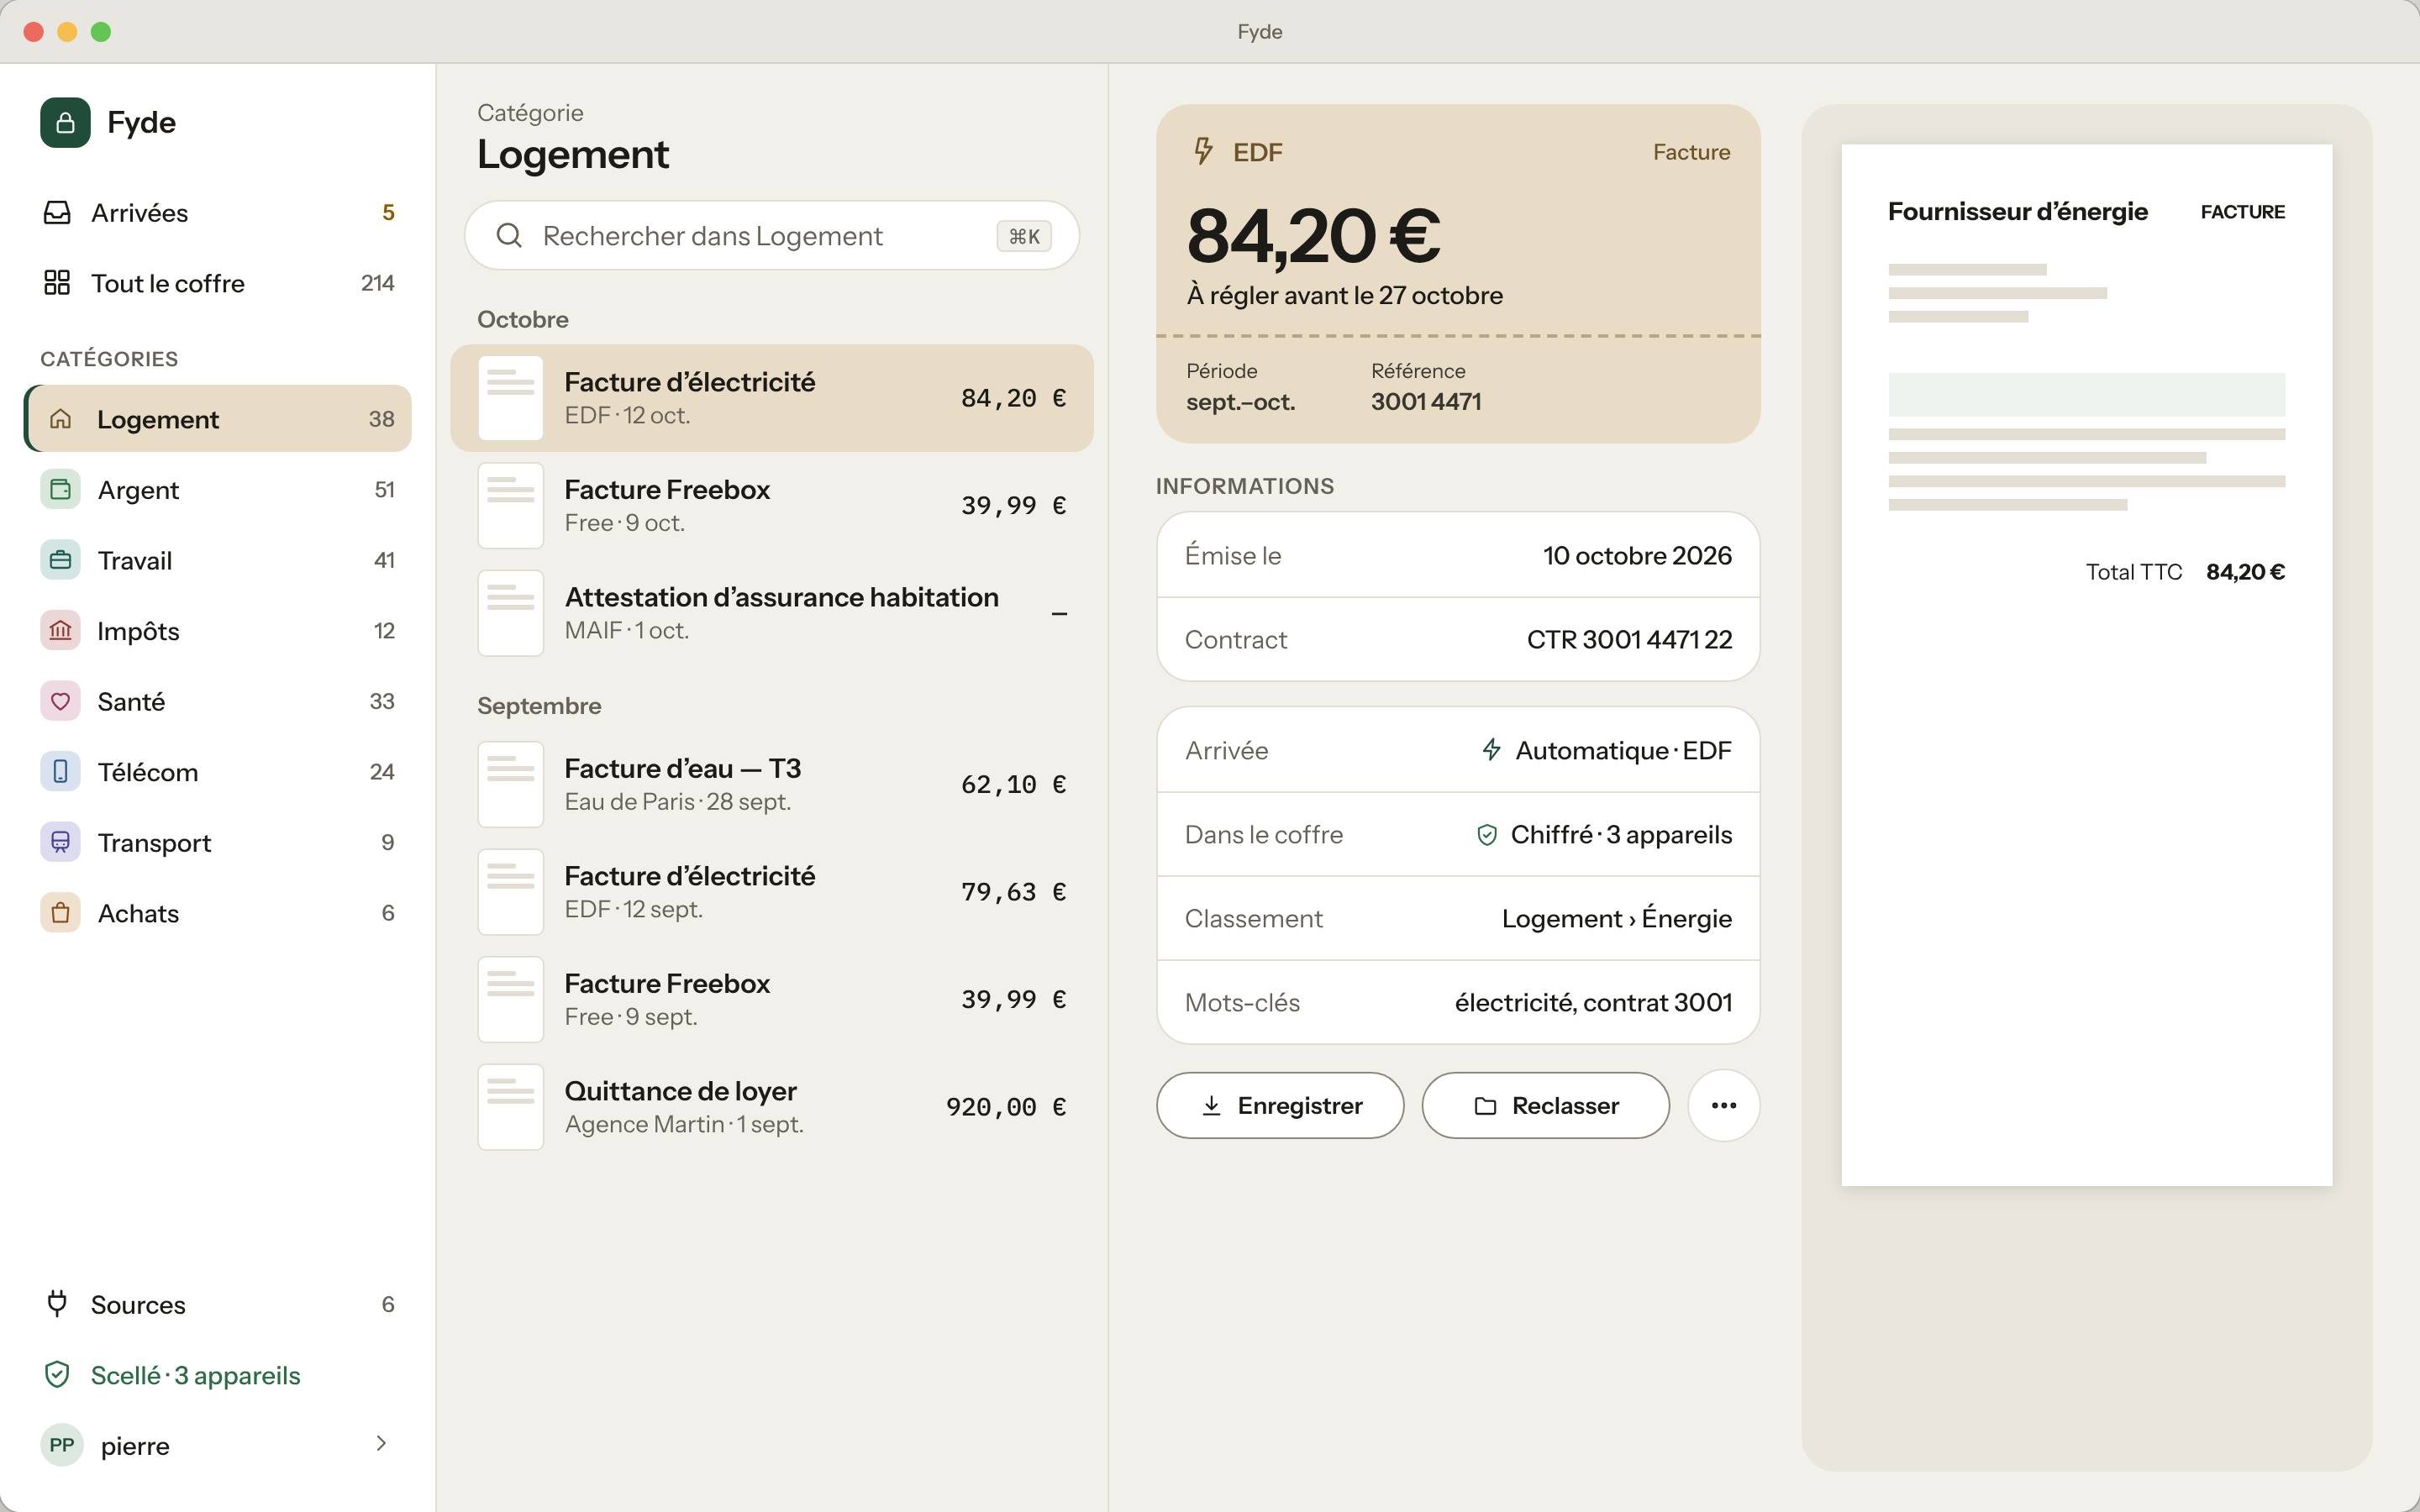 Fyde
Fyde
Arrivées 5
Tout le coffre 214
CATÉGORIES
Logement 38
Argent 51
Travail 41
Impôts 12
Santé 33
Télécom 24
Transport 9
Achats 6
Sources 6
Scellé · 3 appareils
PP pierre
Catégorie
Logement
Rechercher dans Logement ⌘K
Octobre
Facture d’électricité 84,20 €
EDF · 12 oct.
Facture Freebox 39,99 €
Free · 9 oct.
Attestation d’assurance habitation –
MAIF · 1 oct.
Septembre
Facture d’eau — T3 62,10 €
Eau de Paris · 28 sept.
Facture d’électricité 79,63 €
EDF · 12 sept.
Facture Freebox 39,99 €
Free · 9 sept.
Quittance de loyer 920,00 €
Agence Martin · 1 sept.
EDF Facture
84,20 €
À régler avant le 27 octobre
Période Référence
sept.–oct. 3001 4471
INFORMATIONS
Émise le 10 octobre 2026
Contract CTR 3001 4471 22
Arrivée Automatique · EDF
Dans le coffre Chiffré · 3 appareils
Classement Logement › Énergie
Mots-clés électricité, contrat 3001
Enregistrer Reclasser
Fournisseur d’énergie FACTURE
Total TTC 84,20 €